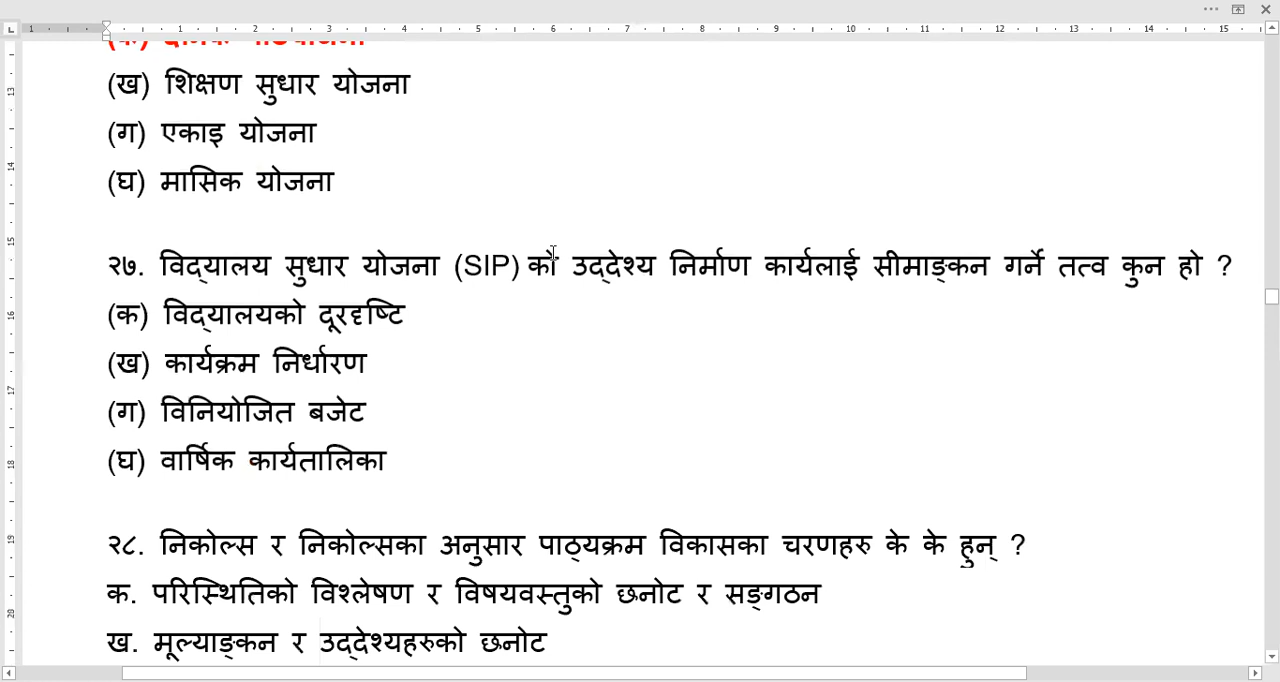 (ख) शिक्षण सुधार योजना
(ग) एकाइ योजना
(घ) मासिक योजना
२७. विद्यालय सुधार योजना (SIP) को उद्देश्य निर्माण कार्यलाई सीमाङ्कन गर्ने तत्व कुन हो ?
(क) विद्यालयको दूरदृष्टि
(ख) कार्यक्रम निर्धारण
(ग) विनियोजित बजेट
(घ) वार्षिक कार्यतालिका
२८. निकोल्स र निकोल्सका अनुसार पाठ्यक्रम विकासका चरणहरु के के हुन् ?
क. परिस्थितिको विश्लेषण र विषयवस्तुको छनोट र सङ्गठन
ख. मूल्याङ्कन र उद्देश्यहरुको छनोट